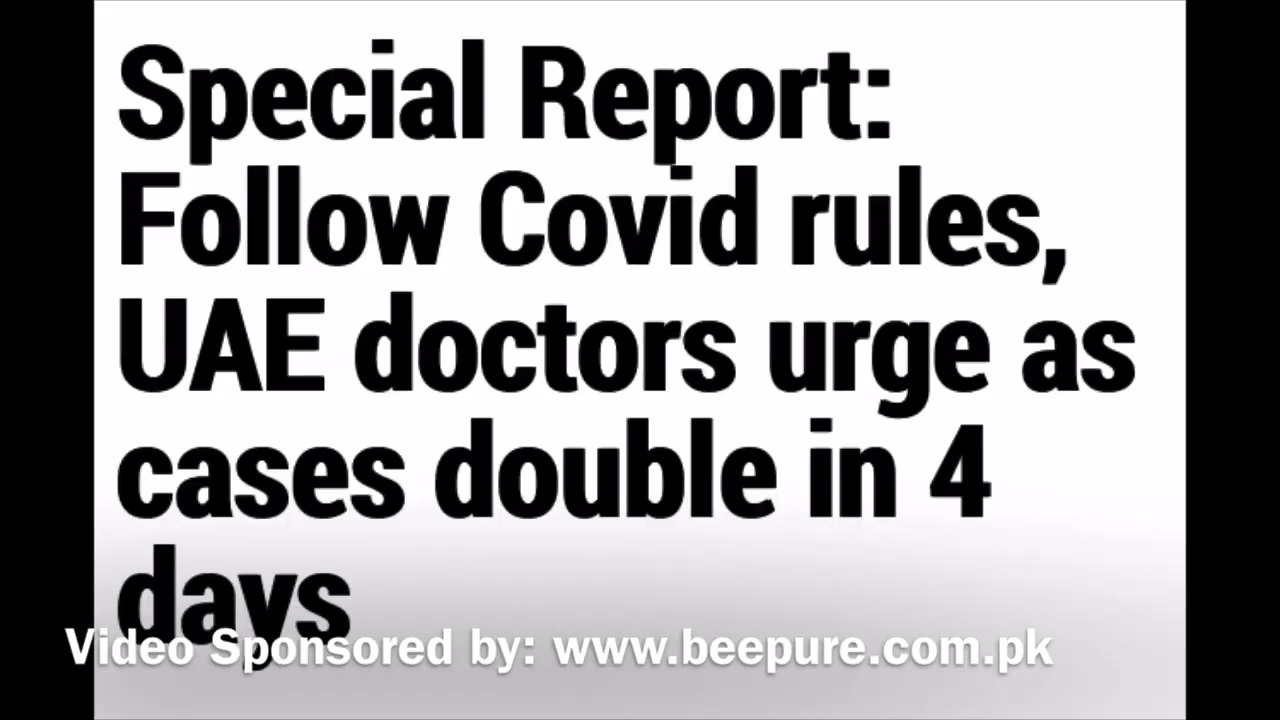 Special Report:
Follow Covid rules,
UAE doctors urge as
cases double in 4
days
Video Sponsored by: www.beepure.com.pk